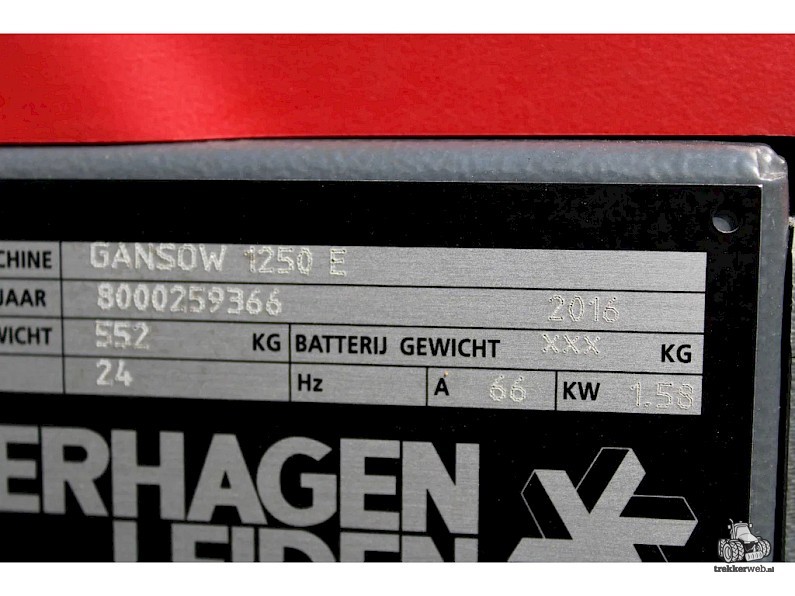 CHINE GANSOW 1250 E
JAAR 8000259366 2016
WICHT 552 KG BATTERIJ GEWICHT XXX KG
24 Hz A 66 KW 1.58
ERHAGEN
LEIDEN
trekkerweb.nl